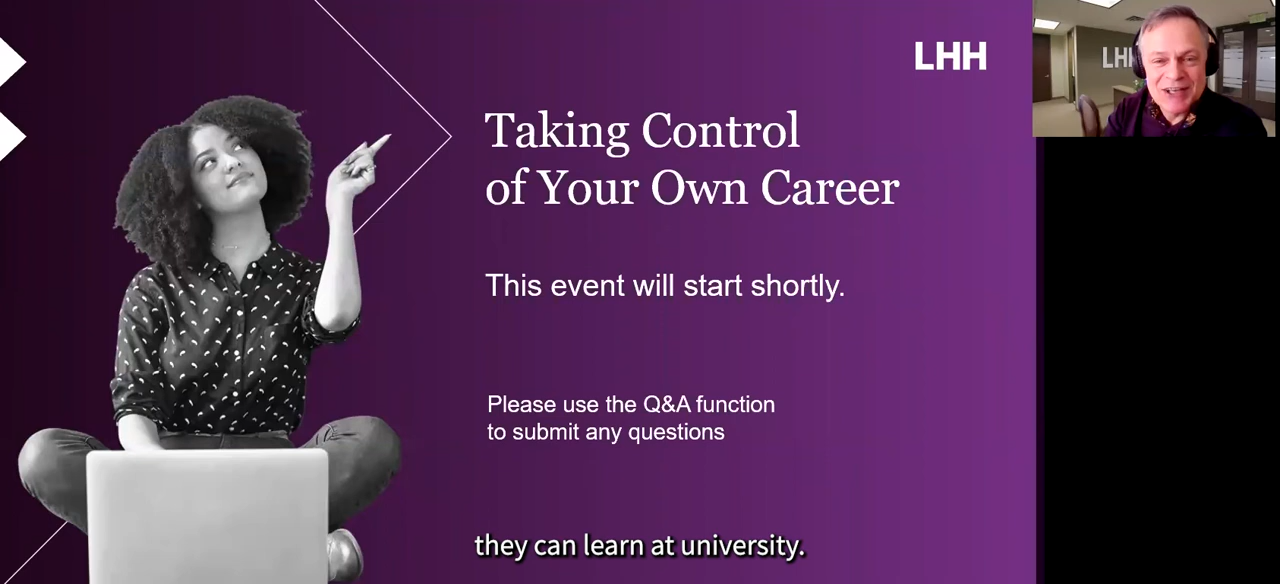 LHH
LHH
Taking Control
of Your Own Career
This event will start shortly.
Please use the Q&A function
to submit any questions
they can learn at university.